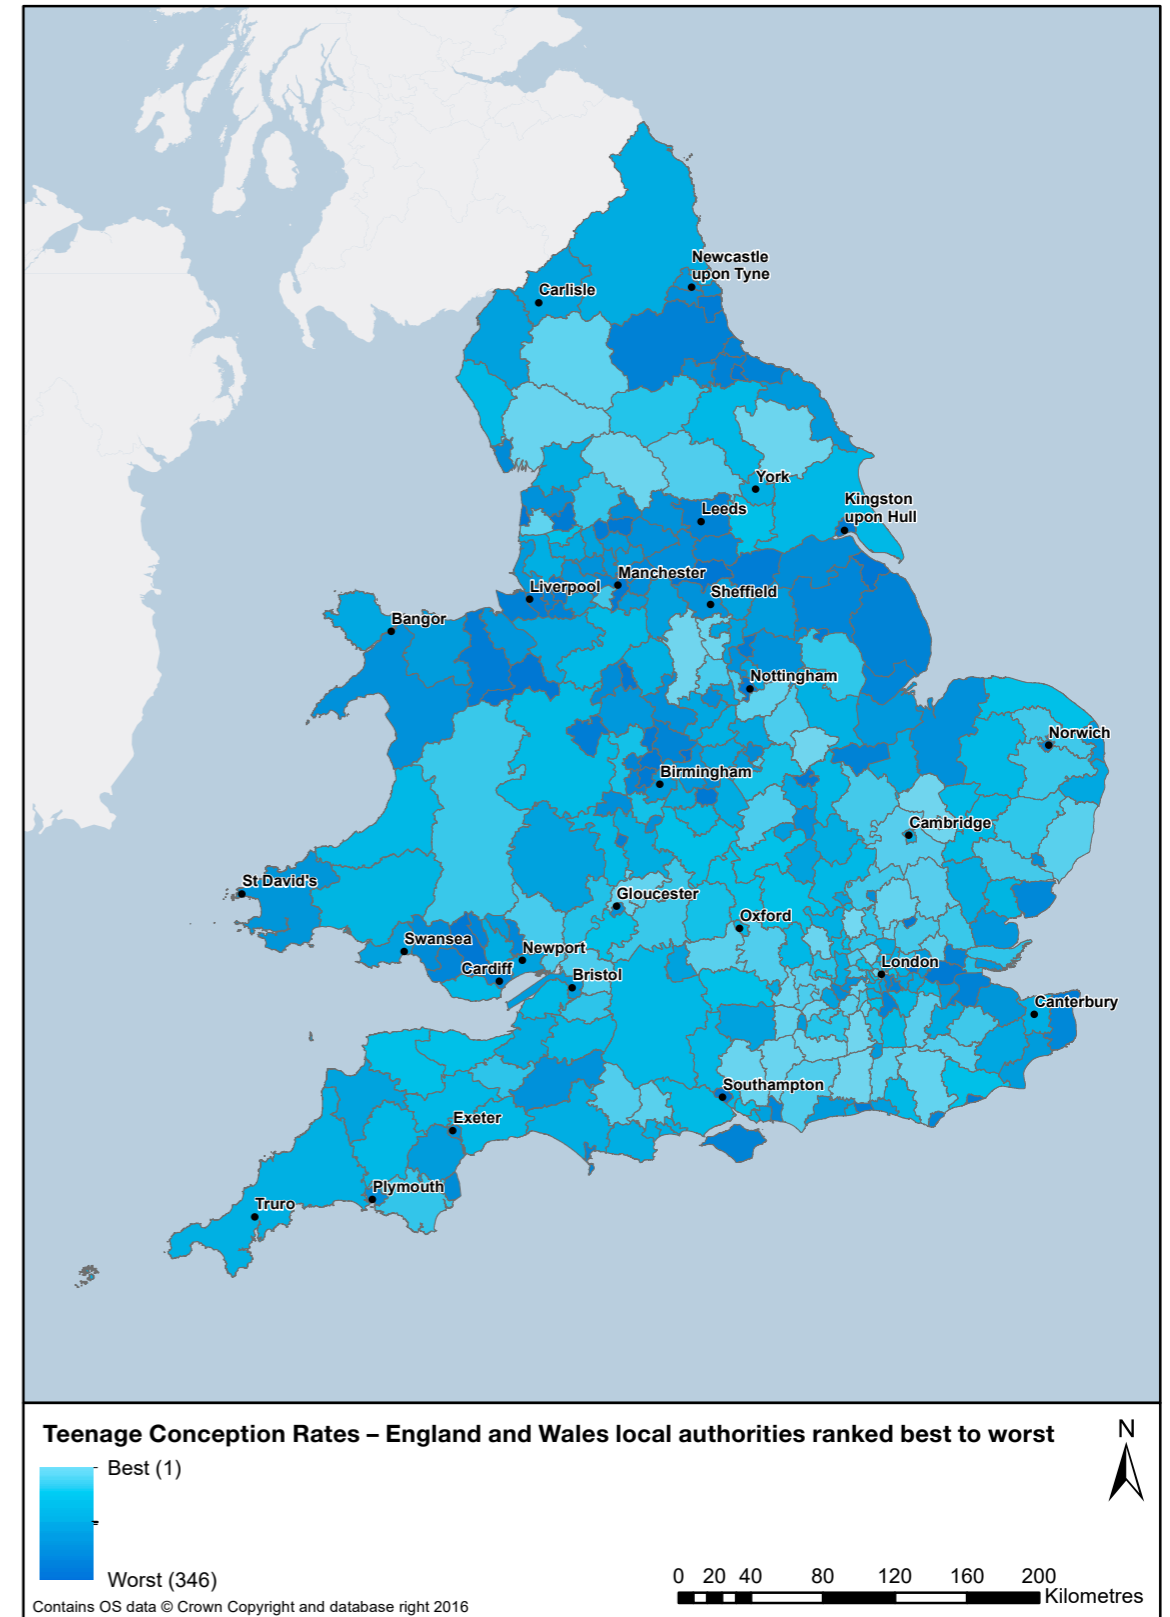 Newcastle
upon Tyne
Carlisle
York
Kingston
upon Hull
Leeds
Manchester
Liverpool
Sheffield
Bangor
Nottingham
Norwich
Birmingham
Cambridge
St David's
Gloucester
Oxford
Swansea
Newport
London
Cardiff
Bristol
Canterbury
Southampton
Exeter
Plymouth
Truro
Teenage Conception Rates – England and Wales local authorities ranked best to worst
N
Best (1)
Worst (346)
0 20 40 80 120 160 200
Kilometres
Contains OS data © Crown Copyright and database right 2016